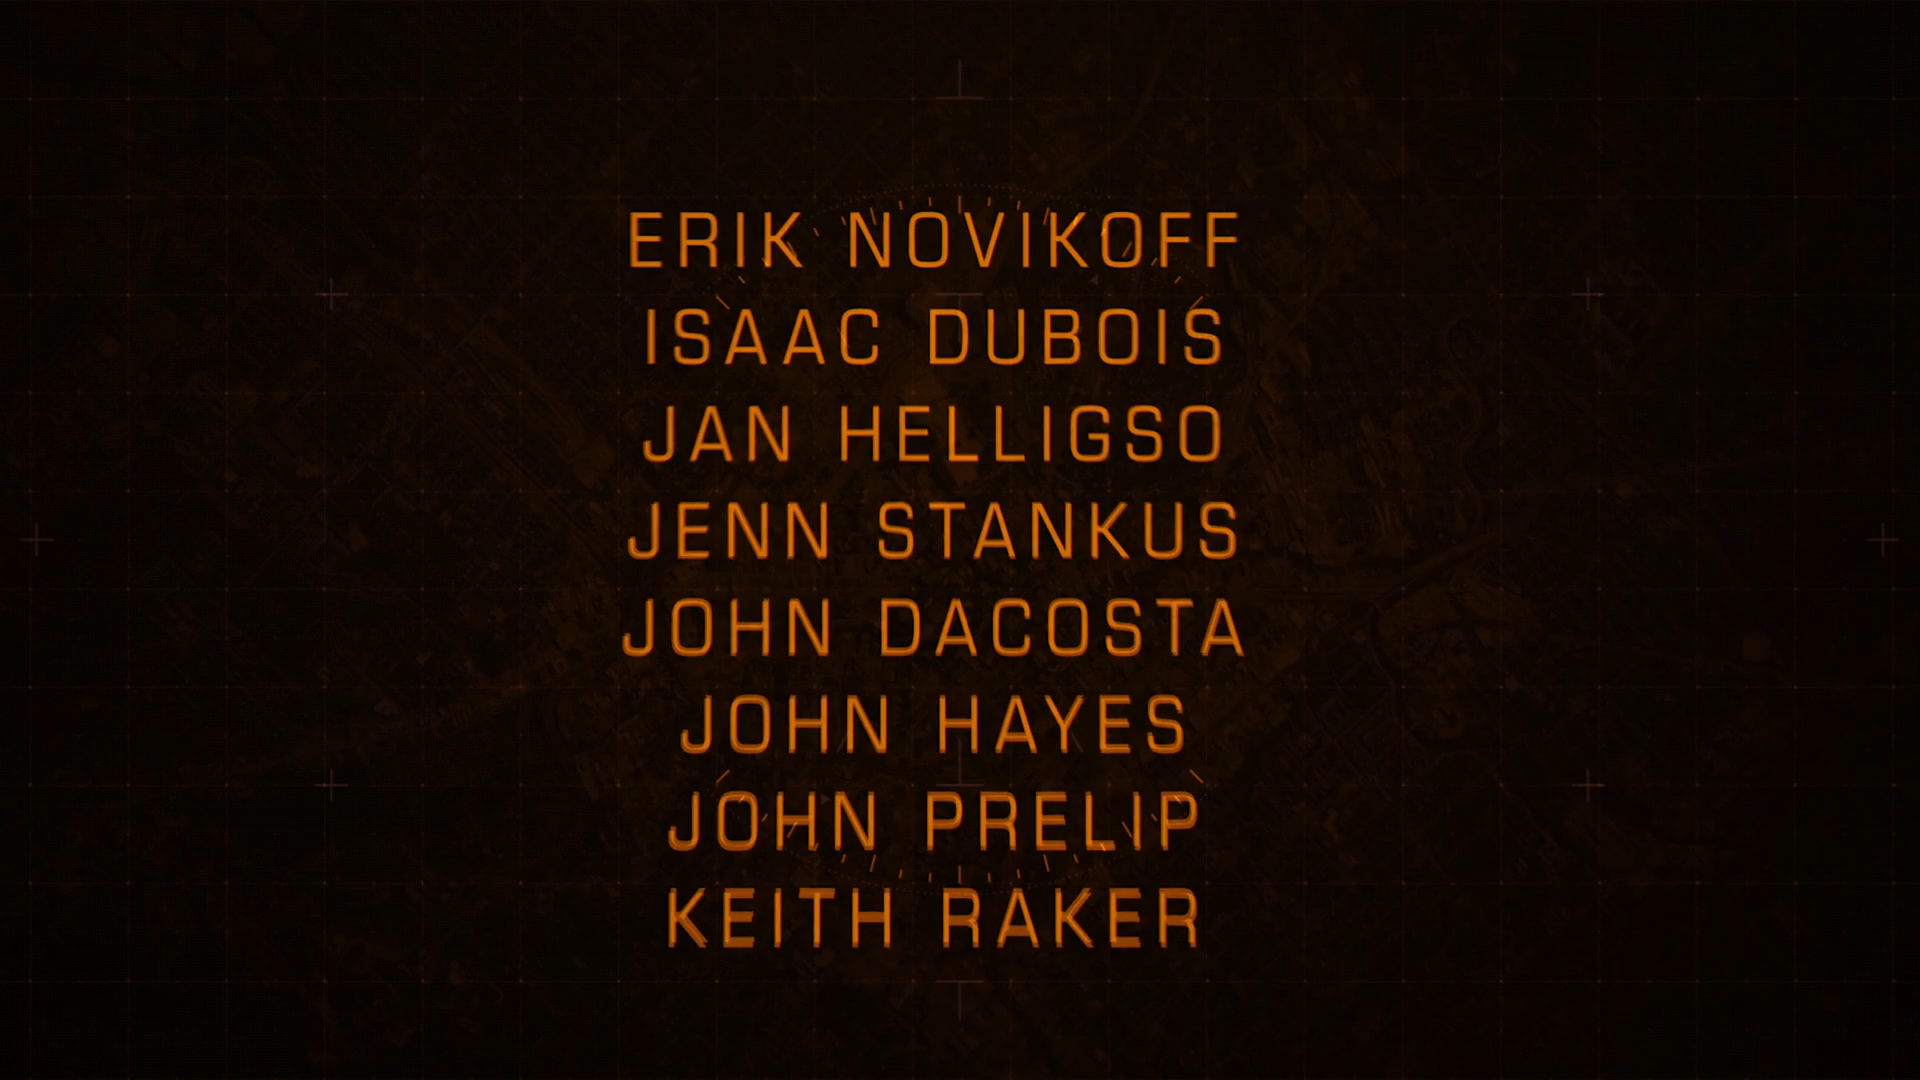 ERIK NOVIKOFF
ISAAC DUBOIS
JAN HELLIGSO
JENN STANKUS
JOHN DACOSTA
JOHN HAYES
JOHN PRELIP
KEITH RAKER